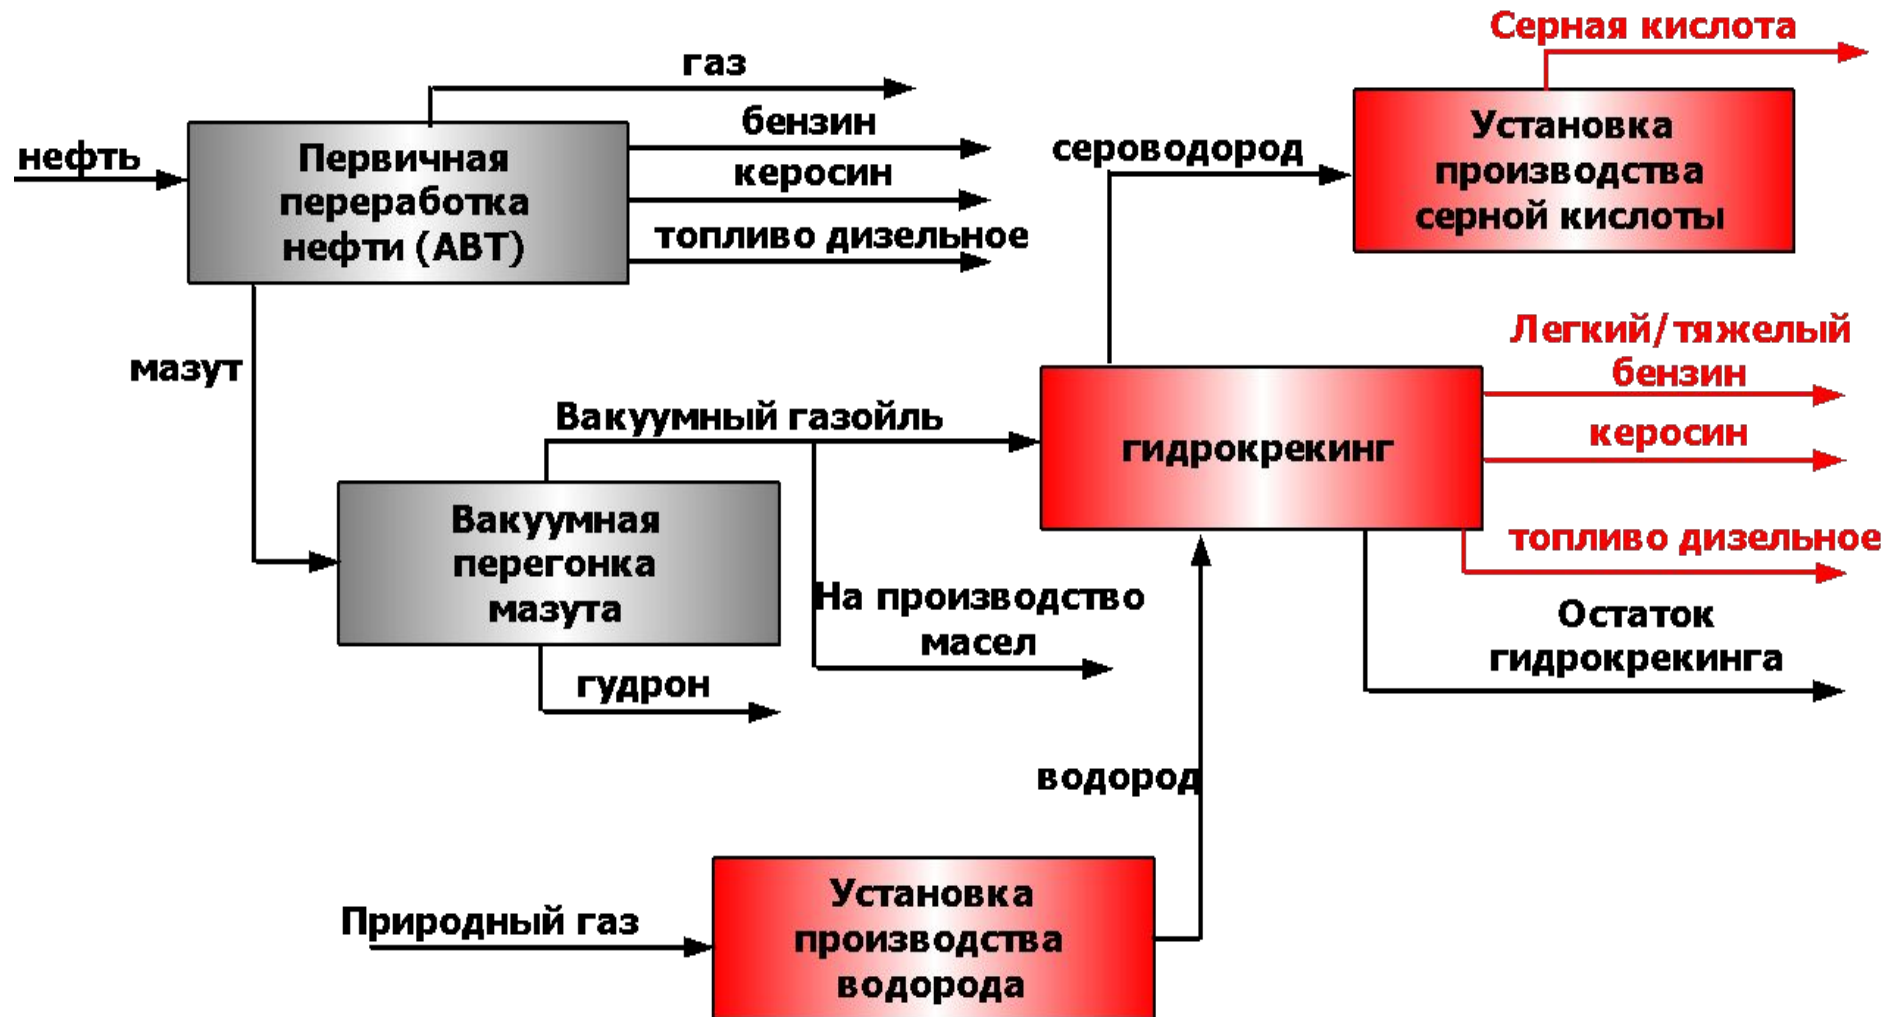 Серная кислота
газ
бензин
керосин
топливо дизельное
нефть
Первичная
переработка
нефти (АВТ)
сероводород
Установка
производства
серной кислоты
мазут
Вакуумный газойль
гидрокрекинг
Легкий/тяжелый
бензин
керосин
топливо дизельное
Остаток
гидрокрекинга
Вакуумная
перегонка
мазута
На производство
масел
гудрон
водород
Природный газ
Установка
производства
водорода